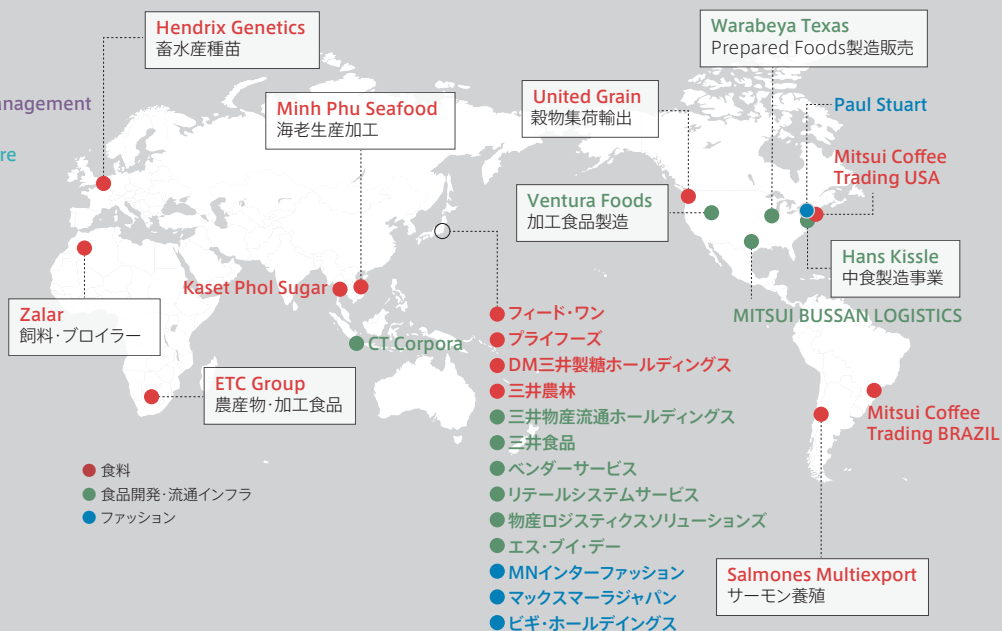 Hendrix Genetics
畜水産種苗
anagement
re
Minh Phu Seafood
海老生産加工
United Grain
穀物集荷輸出
Warabeya Texas
Prepared Foods製造販売
Paul Stuart
Mitsui Coffee
Trading USA
Ventura Foods
加工食品製造
Hans Kissle
中食製造事業
MITSUI BUSSAN LOGISTICS
Kaset Phol Sugar
Zalar
飼料・ブロイラー
CT Corpora
ETC Group
農産物・加工食品
フィード・ワン
プライフーズ
DM三井製糖ホールディングス
三井農林
三井物産流通ホールディングス
三井食品
ベンダーサービス
リテールシステムサービス
物産ロジスティクスソリューションズ
エス・ブイ・デー
MNインターファッション
マックスマーラジャパン
ビギ・ホールデイングス
Mitsui Coffee
Trading BRAZIL
Salmones Multiexport
サーモン養殖
食料
食品開発・流通インフラ
ファッション